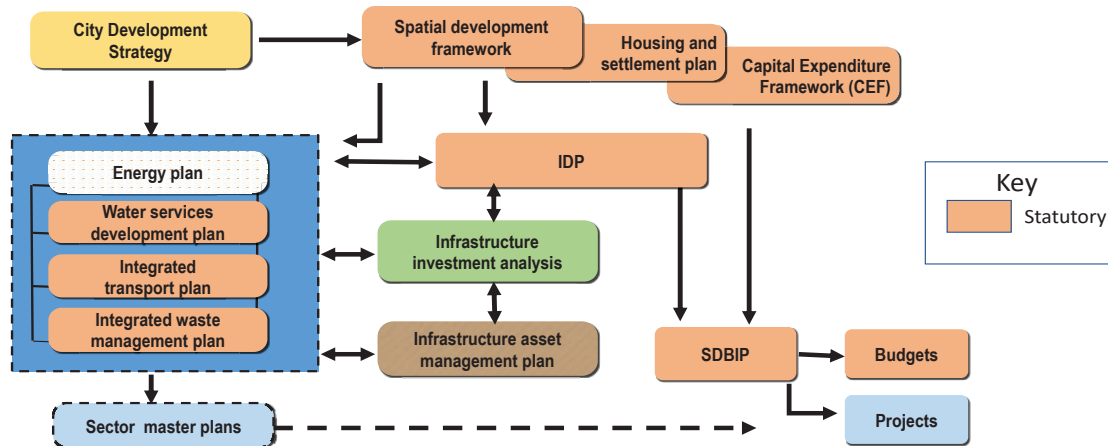 City Development
Strategy
Spatial development
framework
Housing and
settlement plan
Capital Expenditure
Framework (CEF)
Energy plan
Water services
development plan
Integrated
transport plan
Integrated waste
management plan
Sector master plans
IDP
Infrastructure
investment analysis
Infrastructure asset
management plan
SDBIP
Budgets
Projects
Key
Statutory